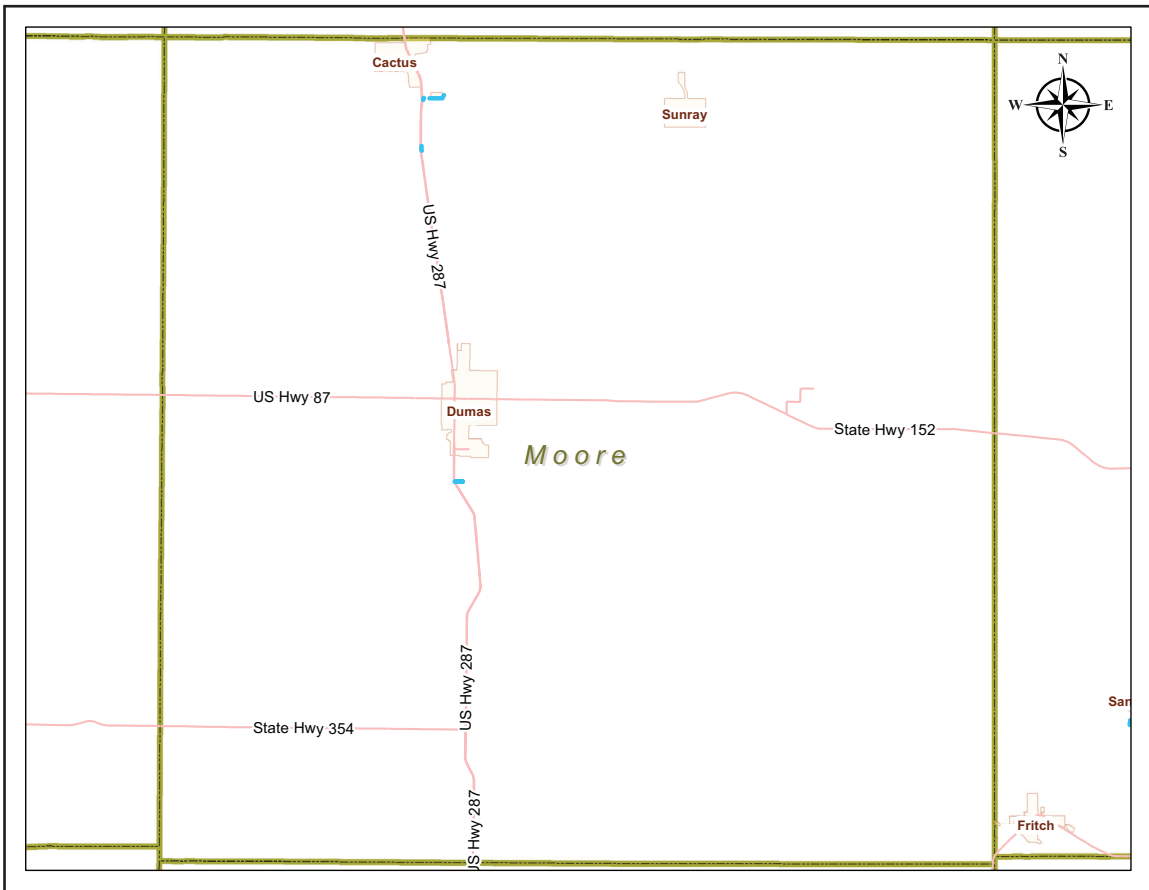 N
W
E
S
Cactus
Sunray
US Hwy 287
US Hwy 87
Dumas
State Hwy 152
Moore
US Hwy 287
State Hwy 354
San
US Hwy 287
Fritch